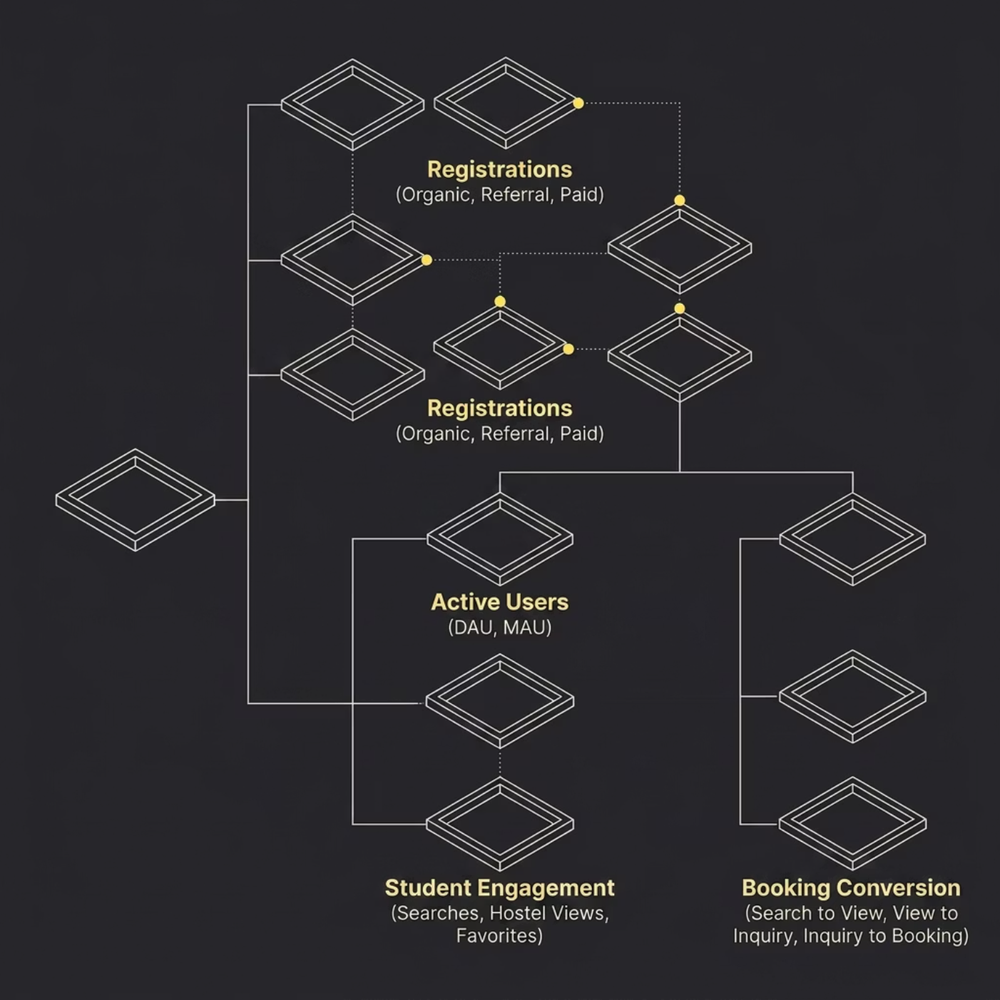 Registrations
(Organic, Referral, Paid)
Registrations
(Organic, Referral, Paid)
Active Users
(DAU, MAU)
Student Engagement
(Searches, Hostel Views,
Favorites)
Booking Conversion
(Search to View, View to
Inquiry, Inquiry to Booking)